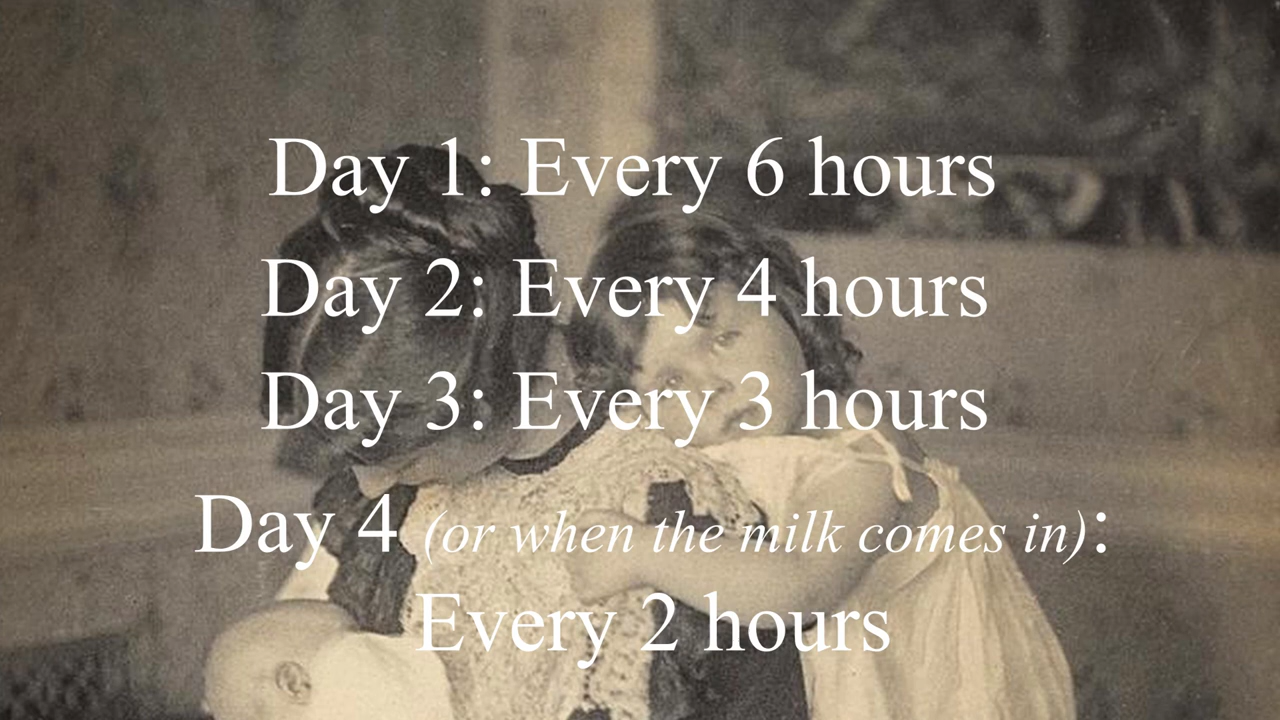 Day 1: Every 6 hours
Day 2: Every 4 hours
Day 3: Every 3 hours
Day 4 (or when the milk comes in):
Every 2 hours